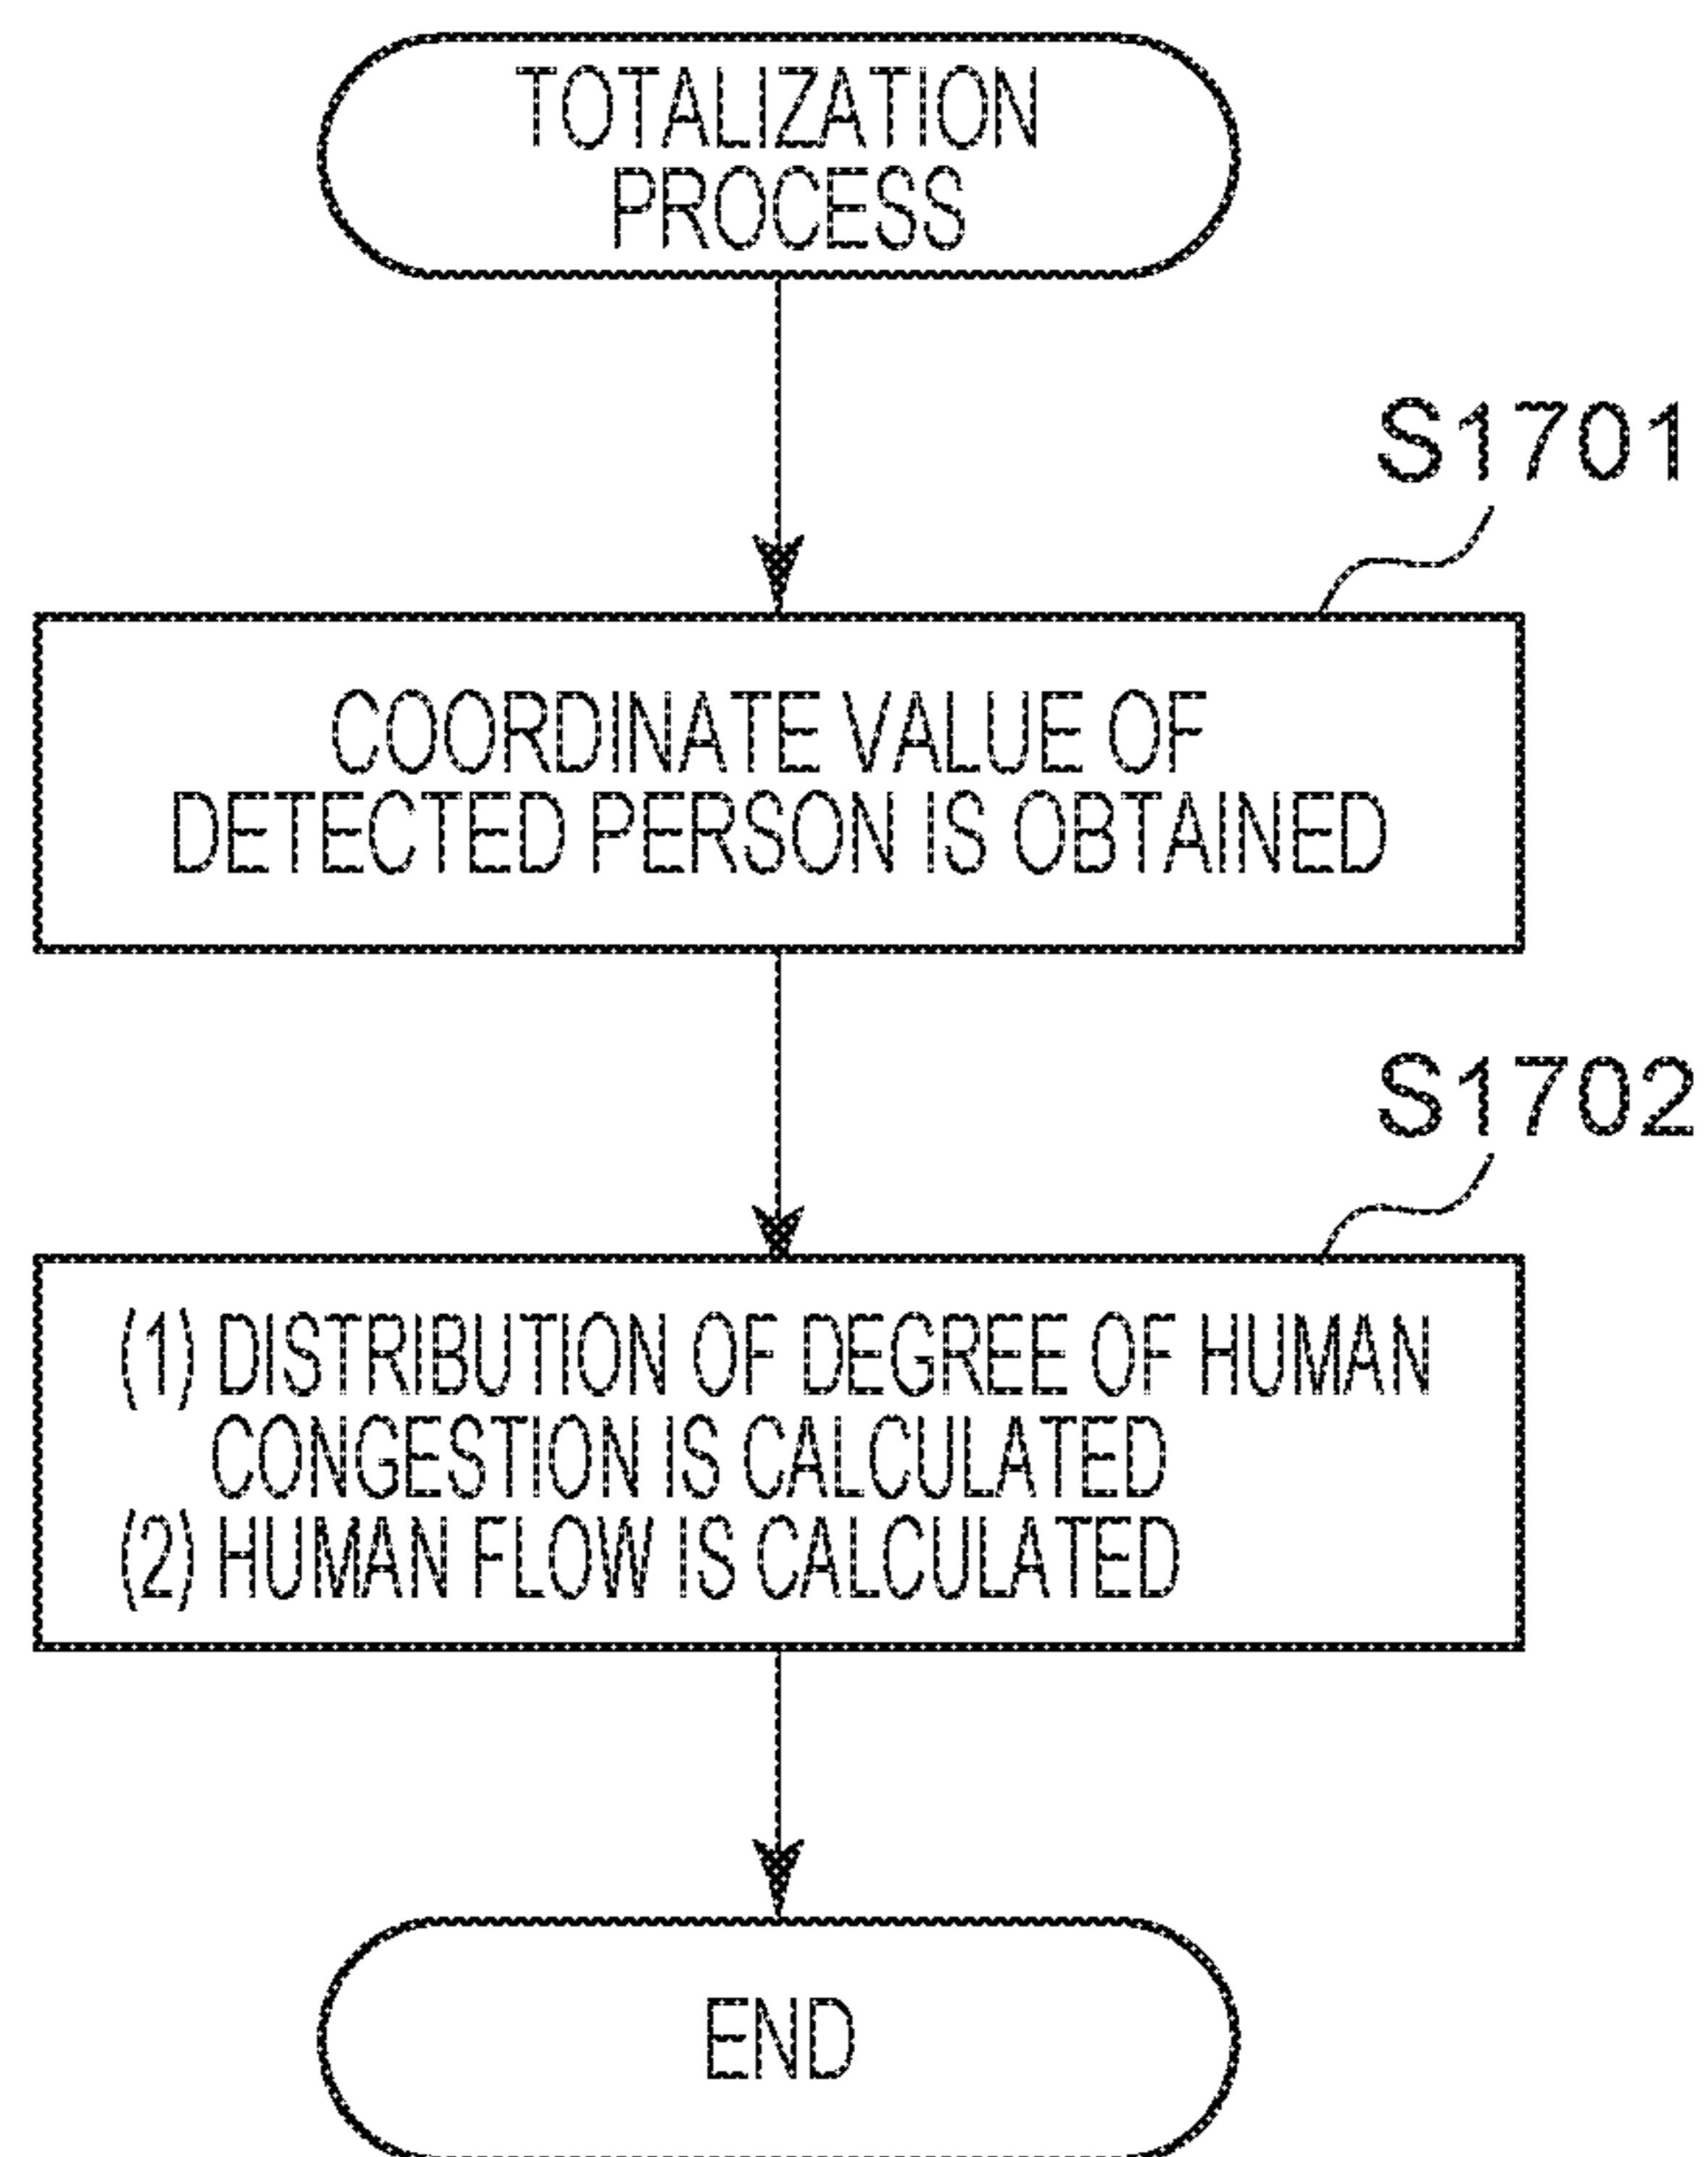 TOTALIZATION
PROCESS
S1701
COORDINATE VALUE OF
DETECTED PERSON IS OBTAINED
S1702
(1) DISTRIBUTION OF DEGREE OF HUMAN
CONGESTION IS CALCULATED
(2) HUMAN FLOW IS CALCULATED
END